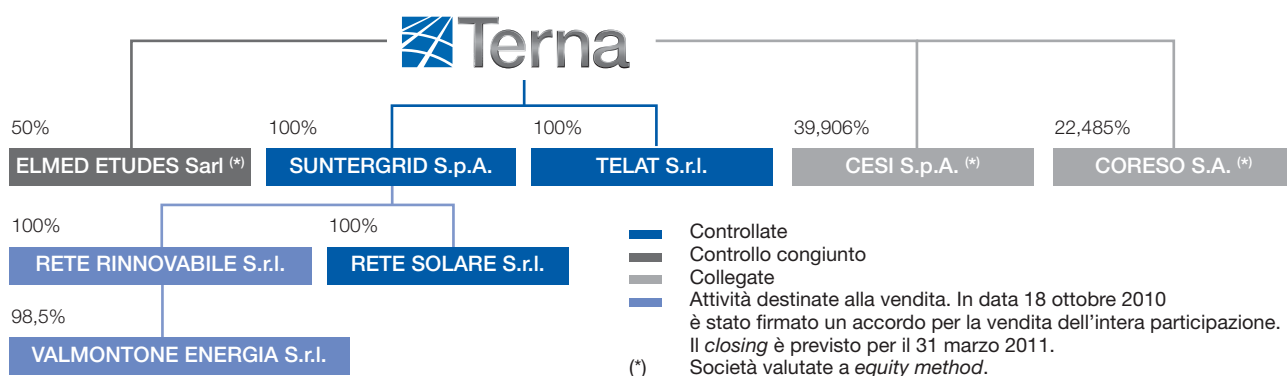 Terna
50%
100%
100%
39,906%
22,485%
ELMED ETUDES Sarl (*)
SUNTERGRID S.p.A.
TELAT S.r.l.
CESI S.p.A. (*)
CORESO S.A. (*)
100%
100%
RETE RINNOVABILE S.r.l.
RETE SOLARE S.r.l.
98,5%
VALMONTONE ENERGIA S.r.l.
Controllate
Controllo congiunto
Collegate
Attività destinate alla vendita. In data 18 ottobre 2010
è stato firmato un accordo per la vendita dell'intera participazione.
Il closing è previsto per il 31 marzo 2011.
(*) Società valutate a equity method.